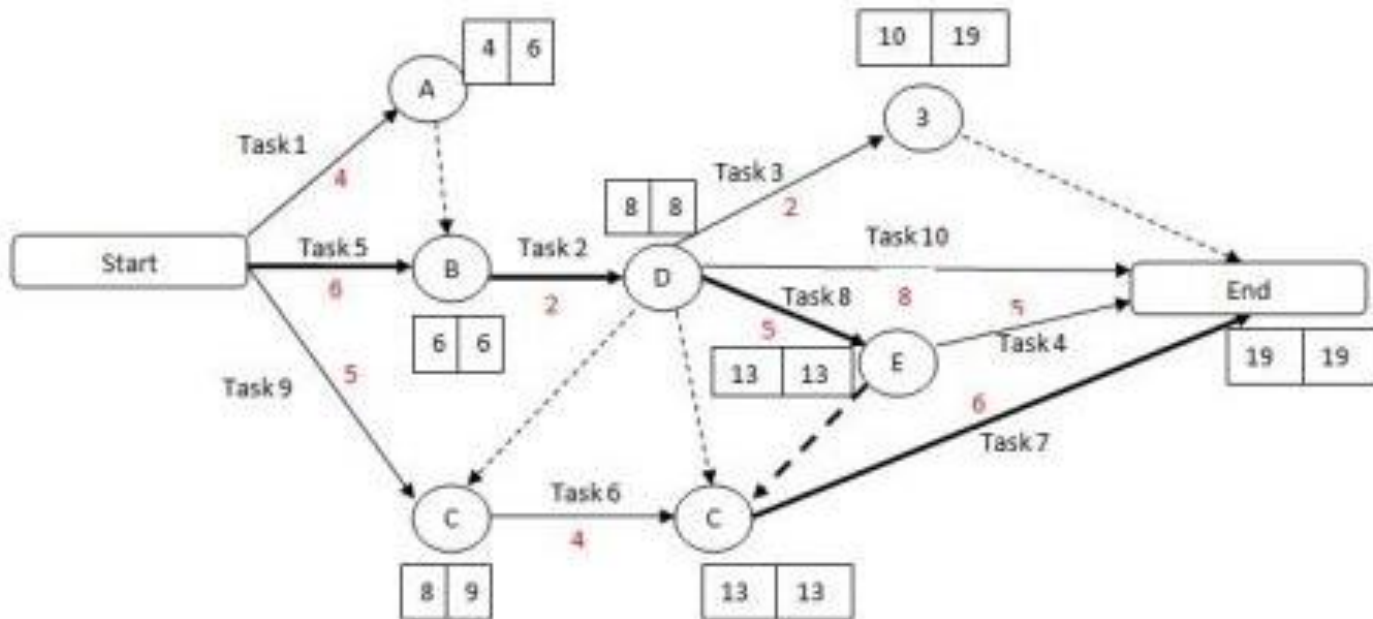 4 6
10 19
A
3
Task 1
4
Task 3
2
8 8
Task 10
8
Start
Task 5
6
B
Task 2
2
D
Task 8
5
End
5
Task 4
6 6
13 13
E
19 19
Task 9
5
6
Task 7
C
Task 6
4
C
8 9
13 13